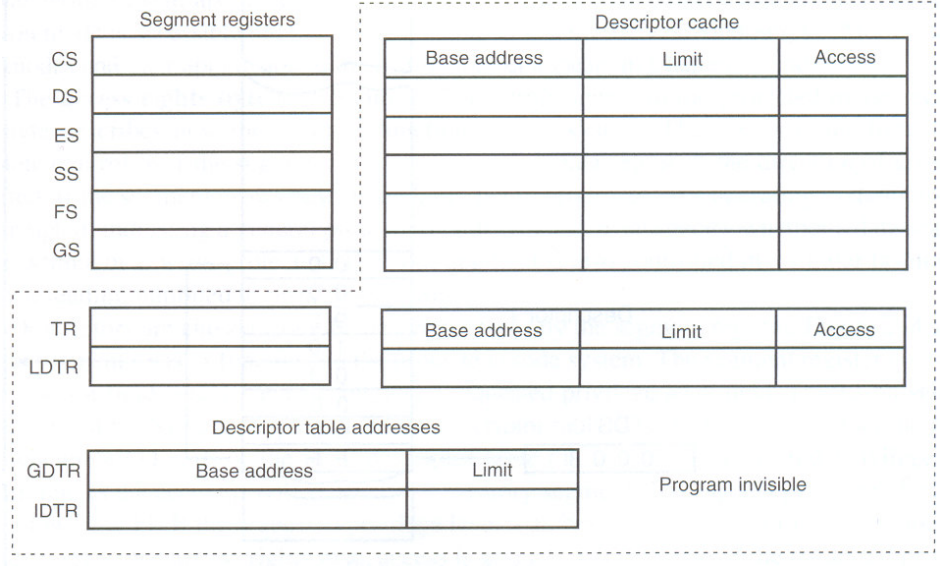 Segment registers
Descriptor cache
CS
Base address Limit Access
DS
ES
SS
FS
GS
TR
Base address Limit Access
LDTR
Descriptor table addresses
GDTR Base address Limit
IDTR
Program invisible